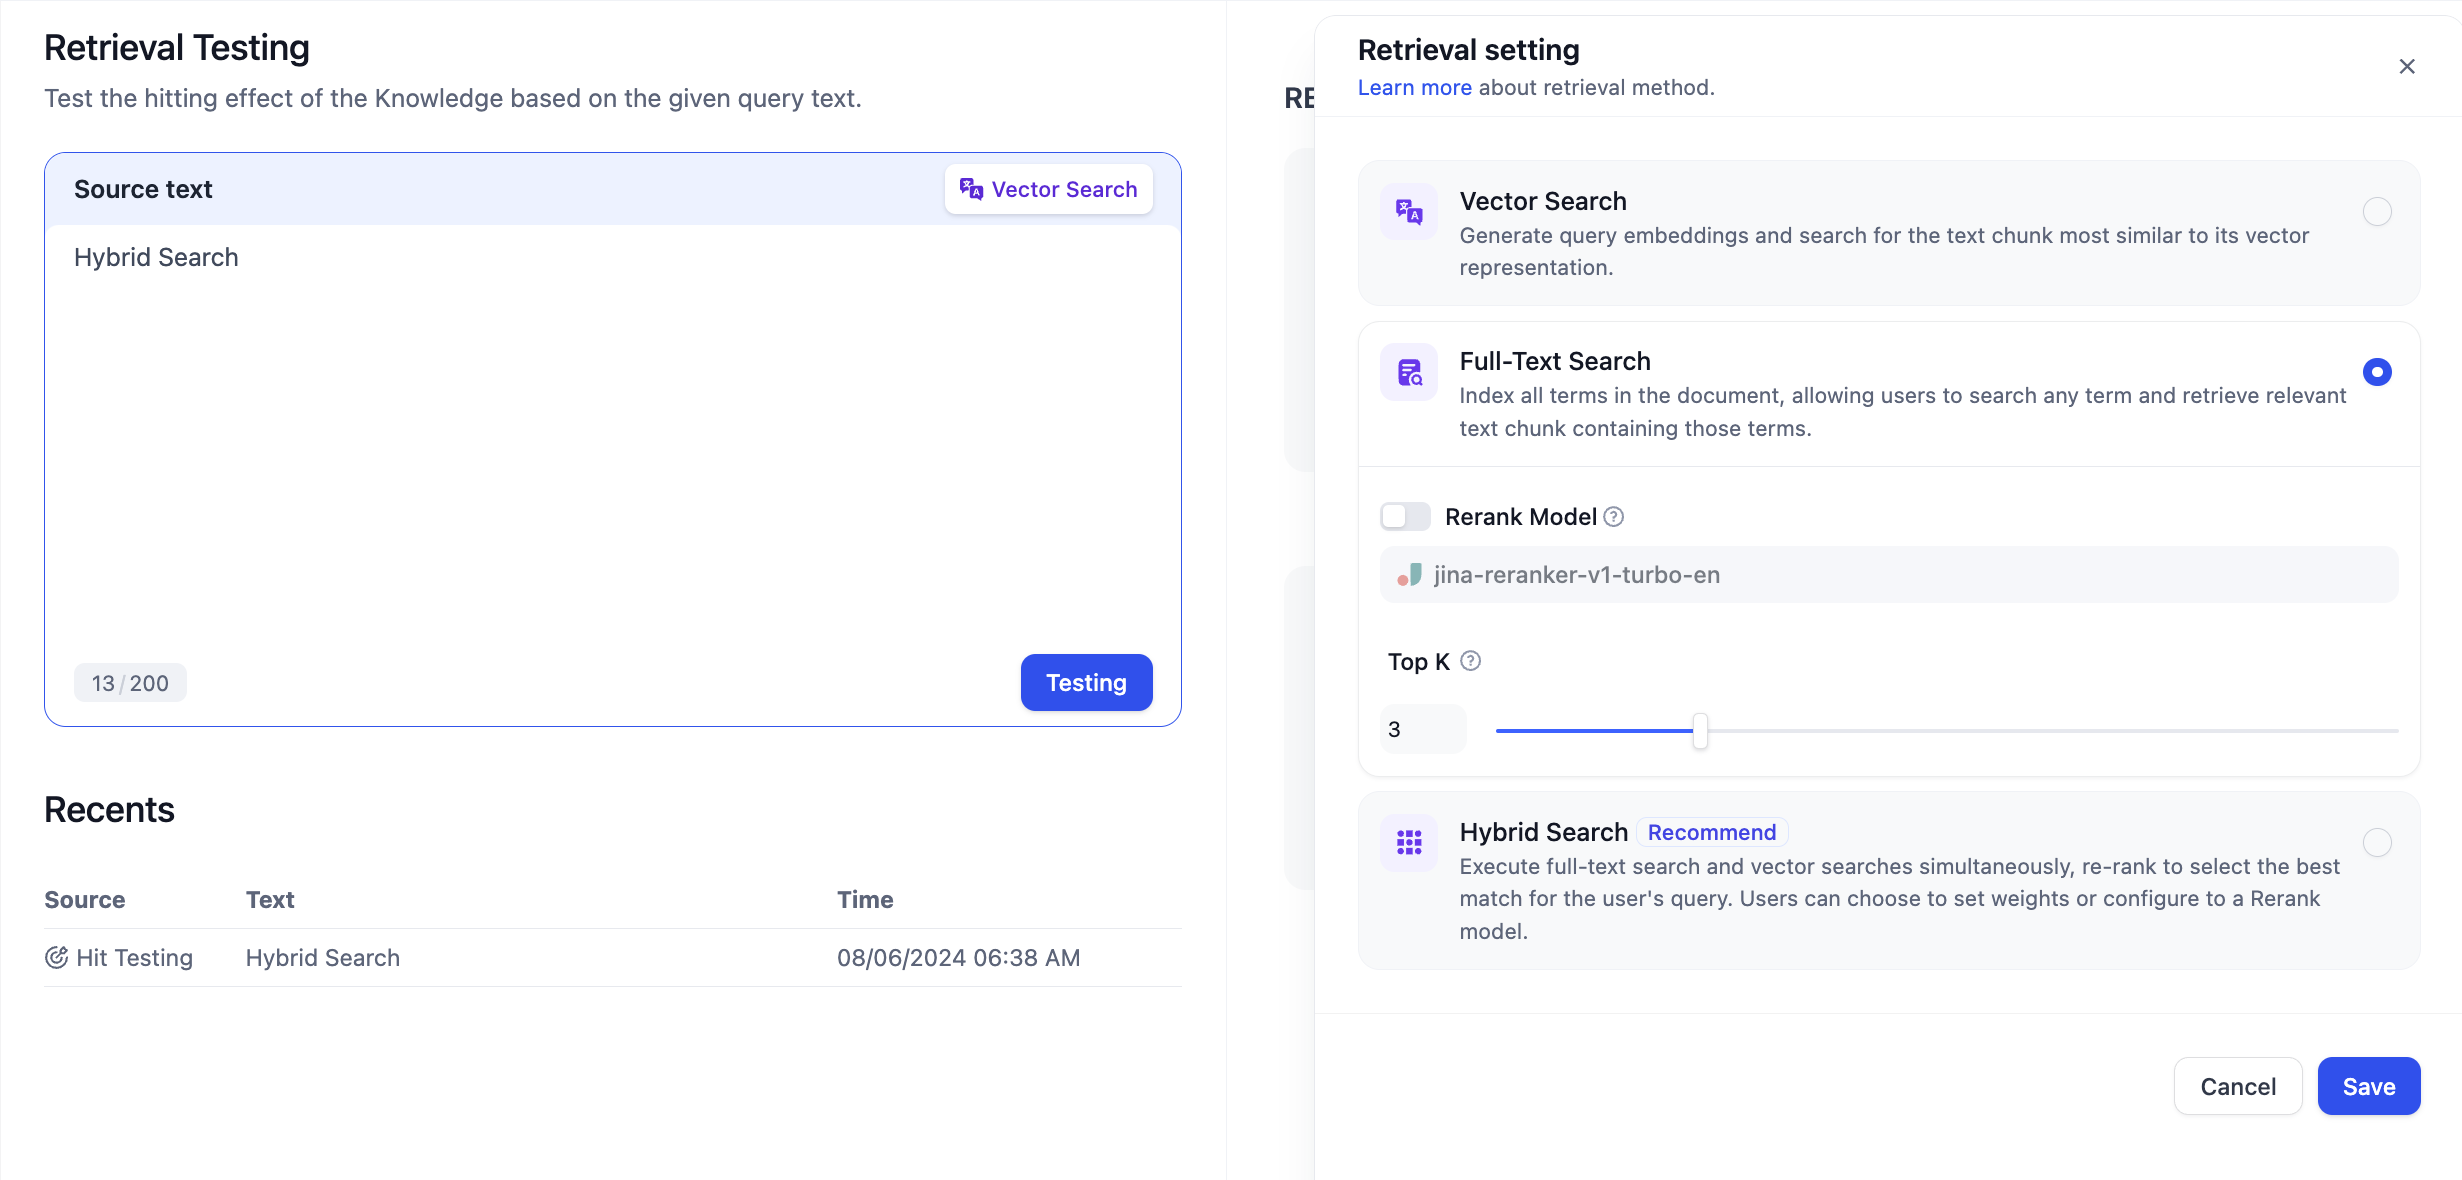 Retrieval Testing
Test the hitting effect of the Knowledge based on the given query text.
Source text
Vector Search
Hybrid Search
13 / 200
Testing
Recents
Source Text Time
Hit Testing Hybrid Search 08/06/2024 06:38 AM
RE
Retrieval setting
Learn more about retrieval method.
Vector Search
Generate query embeddings and search for the text chunk most similar to its vector
representation.
Full-Text Search
Index all terms in the document, allowing users to search any term and retrieve relevant
text chunk containing those terms.
Rerank Model
jina-reranker-v1-turbo-en
Top K
3
Hybrid Search Recommend
Execute full-text search and vector searches simultaneously, re-rank to select the best
match for the user's query. Users can choose to set weights or configure to a Rerank
model.
Cancel
Save